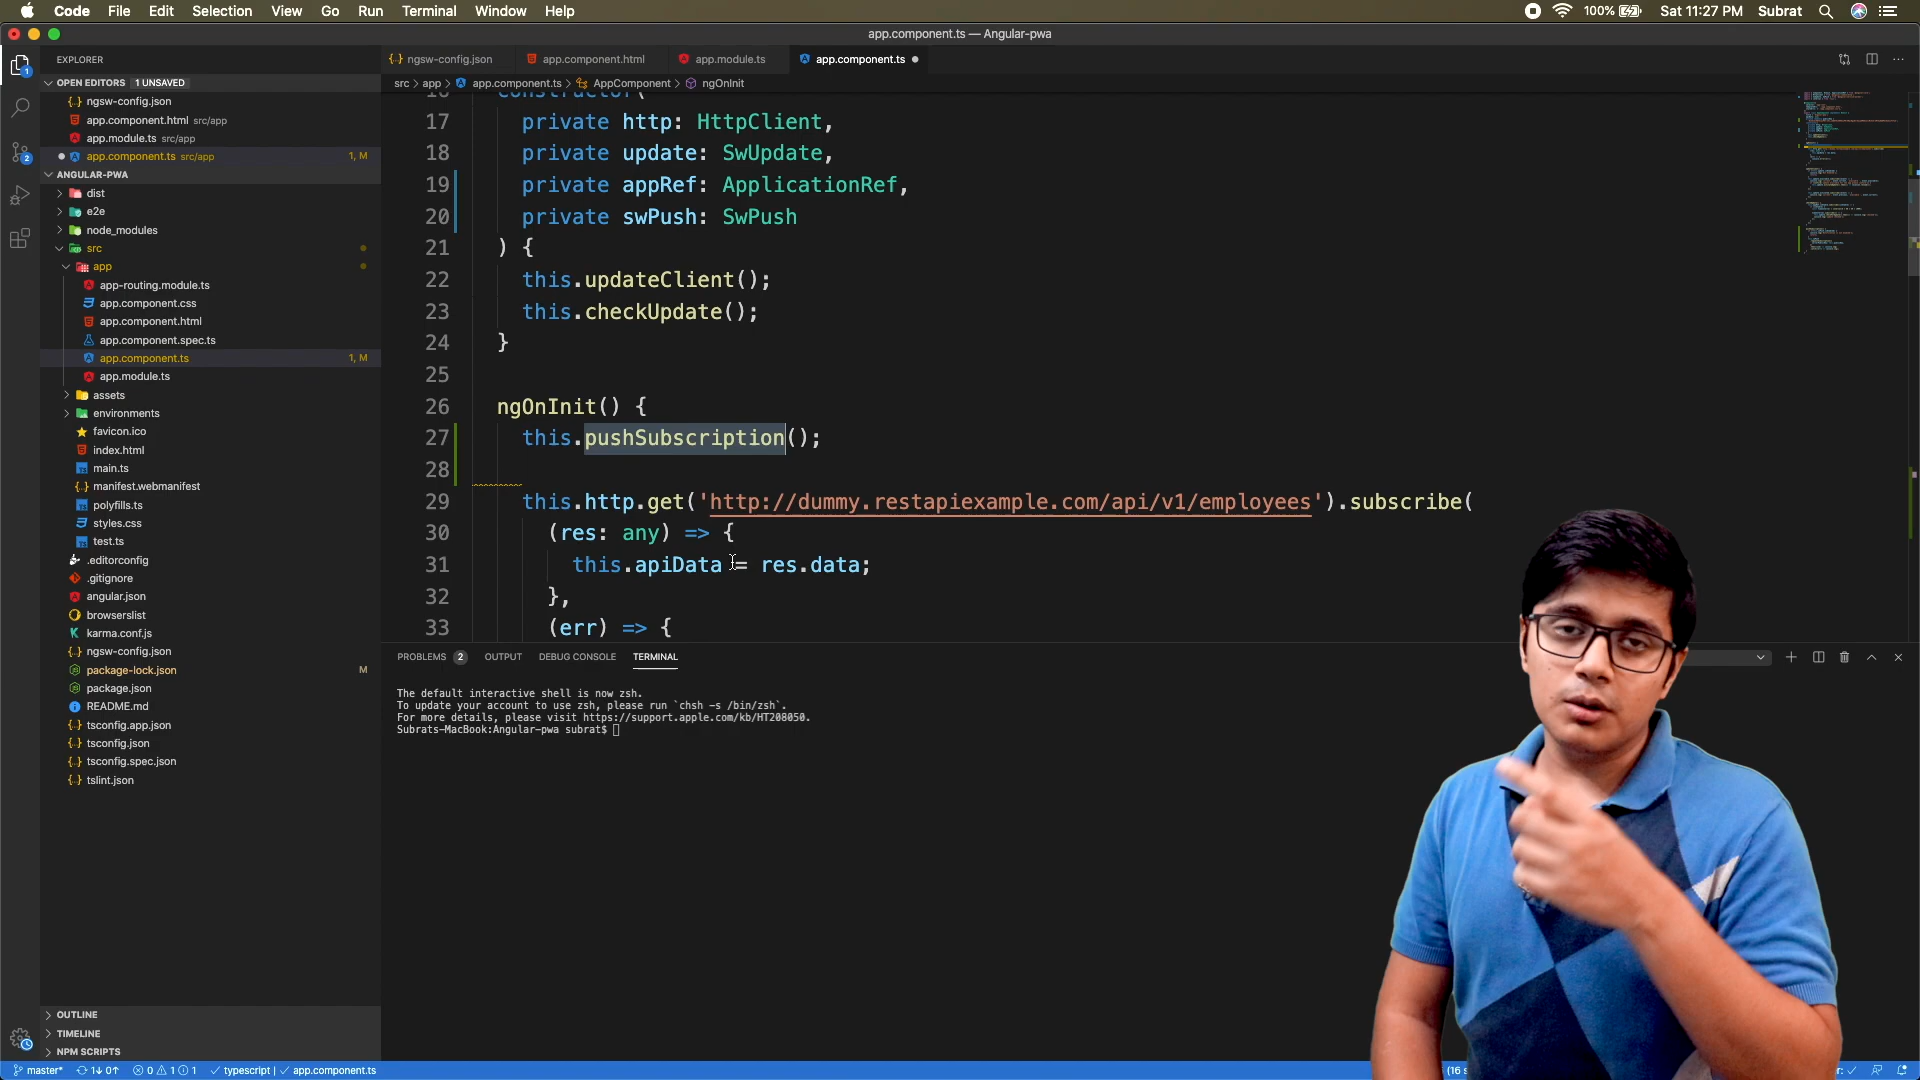 Code File Edit Selection View Go Run Terminal Window Help
100% Sat 11:27 PM Subrat
app.component.ts — Angular-pwa
EXPLORER
OPEN EDITORS 1 UNSAVED
ngsw-config.json
app.component.html src/app
app.module.ts src/app
app.component.ts src/app 1, M
ANGULAR-PWA
dist
e2e
node_modules
src
app
app-routing.module.ts
app.component.css
app.component.html
app.component.spec.ts
app.component.ts 1, M
app.module.ts
assets
environments
favicon.ico
index.html
main.ts
manifest.webmanifest
polyfills.ts
styles.css
test.ts
.editorconfig
.gitignore
angular.json
browserslist
karma.conf.js
ngsw-config.json
package-lock.json M
package.json
README.md
tsconfig.app.json
tsconfig.json
tsconfig.spec.json
tslint.json
OUTLINE
TIMELINE
NPM SCRIPTS
ngsw-config.json app.component.html app.module.ts app.component.ts
src > app > app.component.ts > AppComponent > ngOnInit
16 constructor(
17 private http: HttpClient,
18 private update: SwUpdate,
19 private appRef: ApplicationRef,
20 private swPush: SwPush
21 ) {
22 this.updateClient();
23 this.checkUpdate();
24 }
25
26 ngOnInit() {
27 this.pushSubscription();
28
29 this.http.get('http://dummy.restapiexample.com/api/v1/employees').subscribe(
30 (res: any) => {
31 this.apiData = res.data;
32 },
33 (err) => {
PROBLEMS 2 OUTPUT DEBUG CONSOLE TERMINAL
The default interactive shell is now zsh.
To update your account to use zsh, please run `chsh -s /bin/zsh`.
For more details, please visit https://support.apple.com/kb/HT208050.
Subrats-MacBook:Angular-pwa subrat$
master* 1↓ 0↑ 0 1 1 typescript | app.component.ts